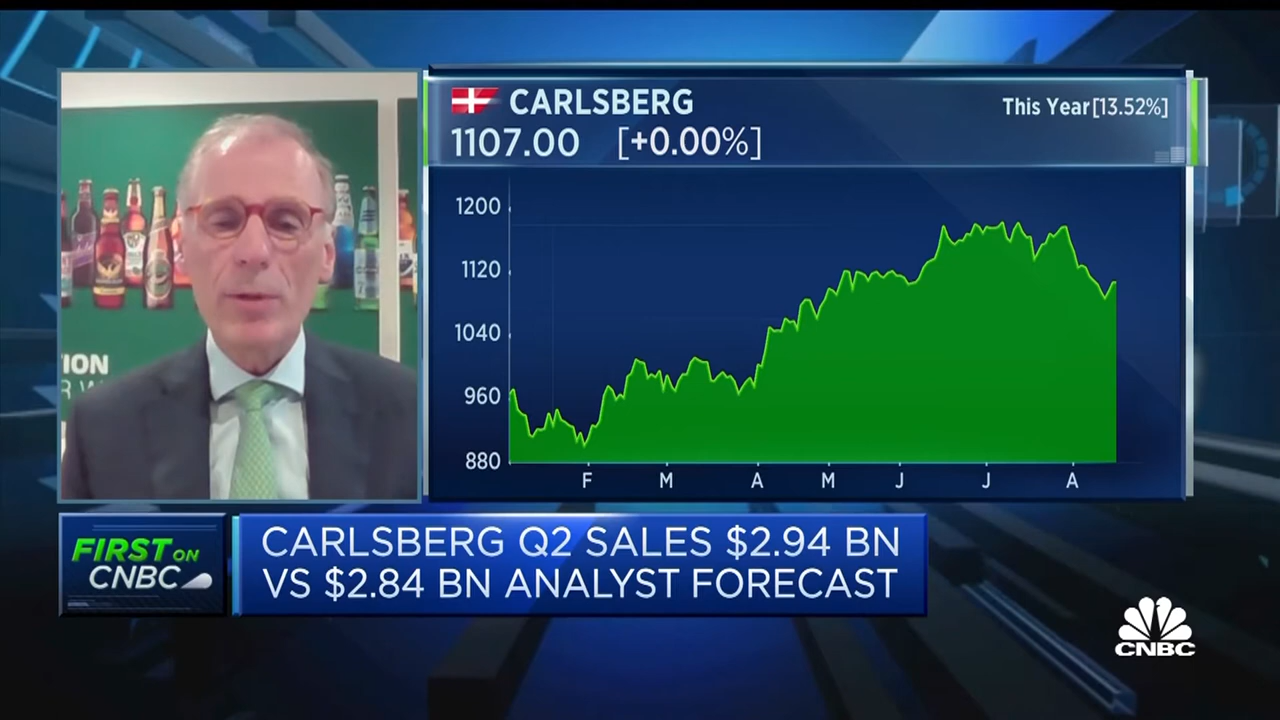 CARLSBERG
1107.00 [+0.00%]
This Year[13.52%]
1200
1120
1040
960
880
F M A M J J A
TION
R W
FIRST ON
CNBC
CARLSBERG Q2 SALES $2.94 BN
VS $2.84 BN ANALYST FORECAST
CNBC